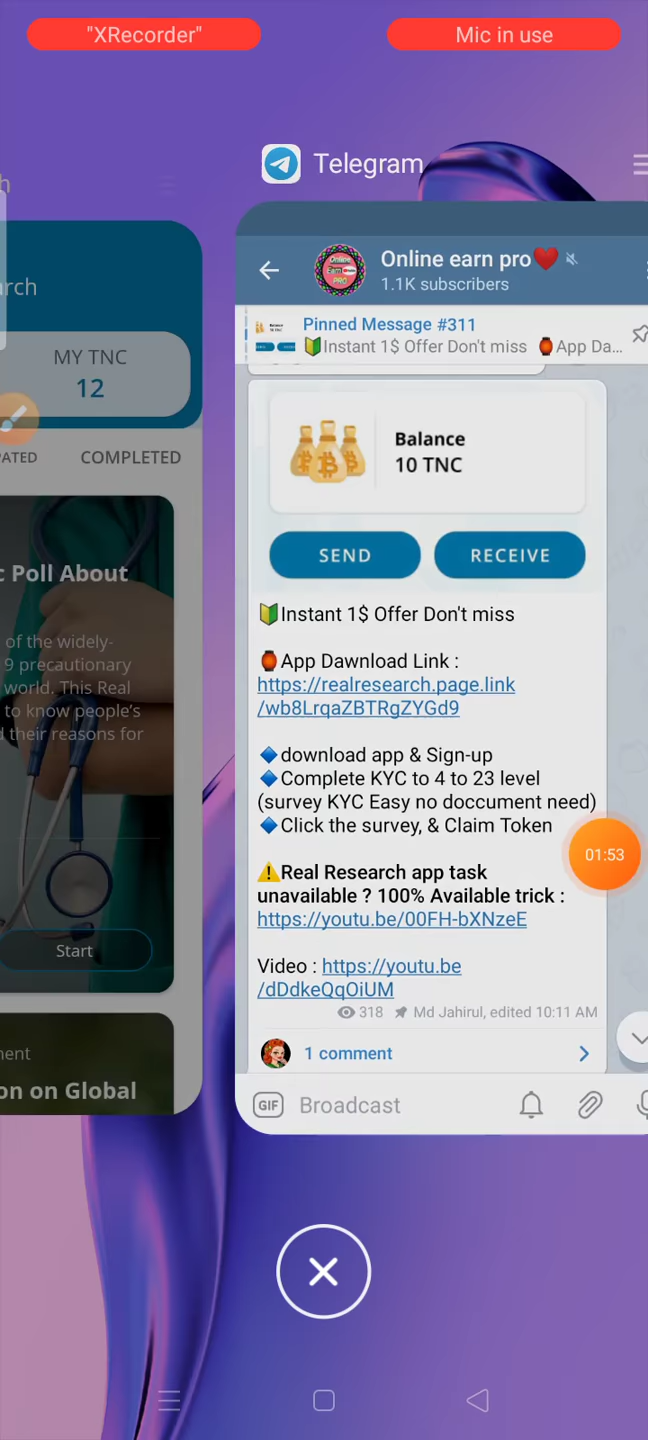 "XRecorder"
Mic in use
Telegram
h
arch
MY TNC
12
PATED
COMPLETED
c Poll About
of the widely-
9 precautionary
world. This Real
to know people's
d their reasons for
Start
ment
on on Global
Online earn pro❤️
1.1K subscribers
Pinned Message #311
🔰Instant 1$ Offer Don't miss 🏮App Da...
Balance
10 TNC
SEND
RECEIVE
🔰Instant 1$ Offer Don't miss
🏮App Dawnload Link :
https://realresearch.page.link
/wb8LrqaZBTRgZYGd9
🔹download app & Sign-up
🔹Complete KYC to 4 to 23 level
(survey KYC Easy no doccument need)
🔹Click the survey, & Claim Token
01:53
⚠️Real Research app task
unavailable ? 100% Available trick :
https://youtu.be/00FH-bXNzeE
Video : https://youtu.be
/dDdkeQqOiUM
318 Md Jahirul, edited 10:11 AM
1 comment
GIF
Broadcast